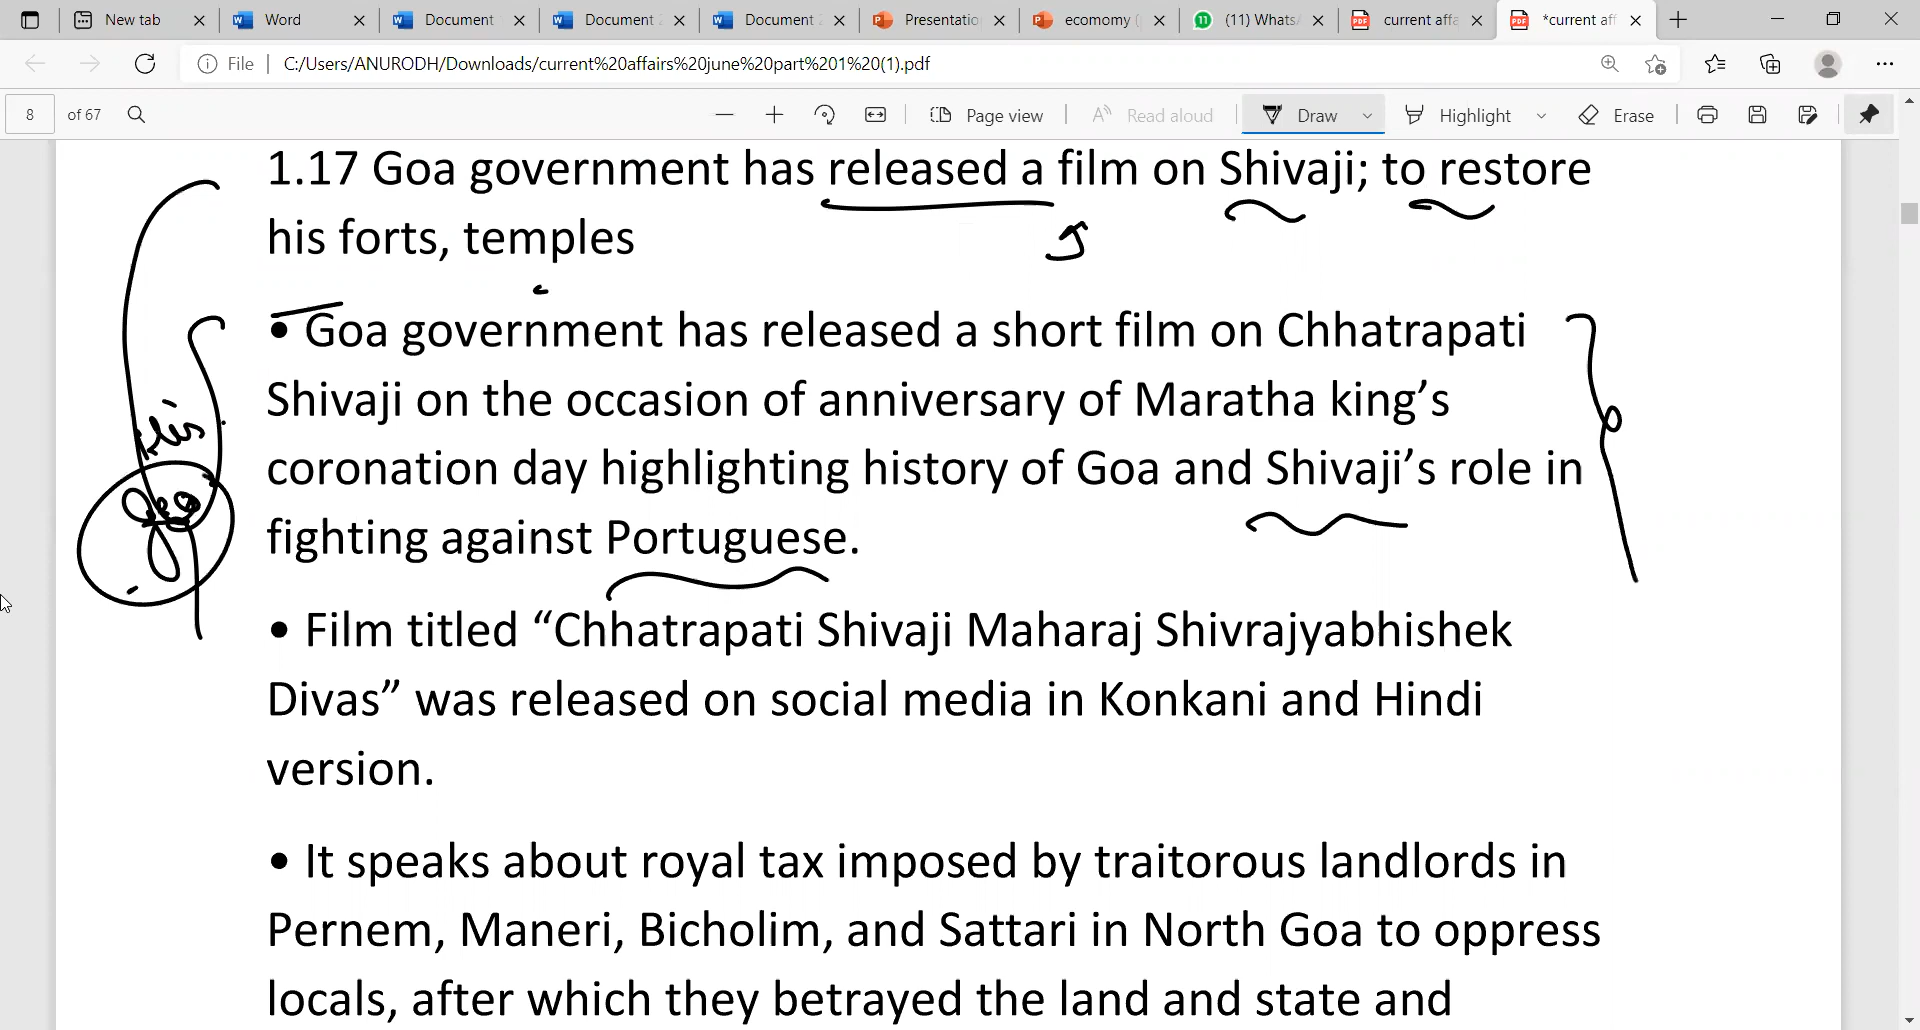 New tab
Word
Document
Document
Document
Presentatio
ecomomy (
(11) Whats
current affa
*current aff
File
C:/Users/ANURODH/Downloads/current%20affairs%20june%20part%201%20(1).pdf
8 of 67
Page view
Read aloud
Draw
Highlight
Erase
1.17 Goa government has released a film on Shivaji; to restore
his forts, temples
• Goa government has released a short film on Chhatrapati
Shivaji on the occasion of anniversary of Maratha king’s
coronation day highlighting history of Goa and Shivaji’s role in
fighting against Portuguese.
• Film titled “Chhatrapati Shivaji Maharaj Shivrajyabhishek
Divas” was released on social media in Konkani and Hindi
version.
• It speaks about royal tax imposed by traitorous landlords in
Pernem, Maneri, Bicholim, and Sattari in North Goa to oppress
locals, after which they betrayed the land and state and